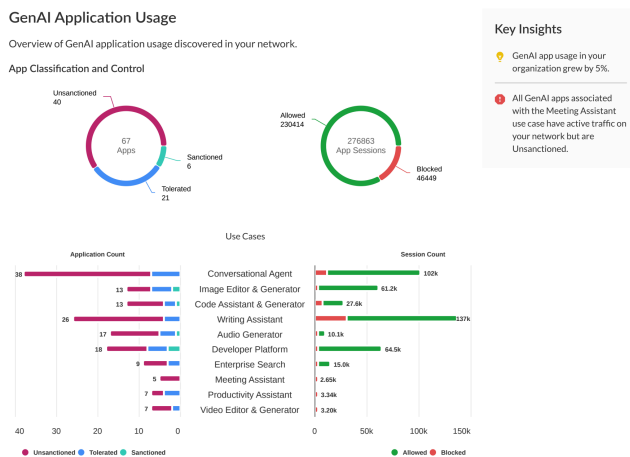 GenAI Application Usage
Overview of GenAI application usage discovered in your network.
App Classification and Control
Unsanctioned
40
67
Apps
Sanctioned
6
Tolerated
21
Allowed
230414
276863
App Sessions
Blocked
46449
Use Cases
Application Count
Session Count
38 Conversational Agent 102k
13 Image Editor & Generator 61.2k
13 Code Assistant & Generator 27.6k
26 Writing Assistant 137k
17 Audio Generator 10.1k
18 Developer Platform 64.5k
9 Enterprise Search 15.0k
5 Meeting Assistant 2.65k
7 Productivity Assistant 3.34k
7 Video Editor & Generator 3.20k
40 30 20 10 0
0 50k 100k 150k
Unsanctioned Tolerated Sanctioned
Allowed Blocked
Key Insights
GenAI app usage in your
organization grew by 5%.
All GenAI apps associated
with the Meeting Assistant
use case have active traffic on
your network but are
Unsanctioned.